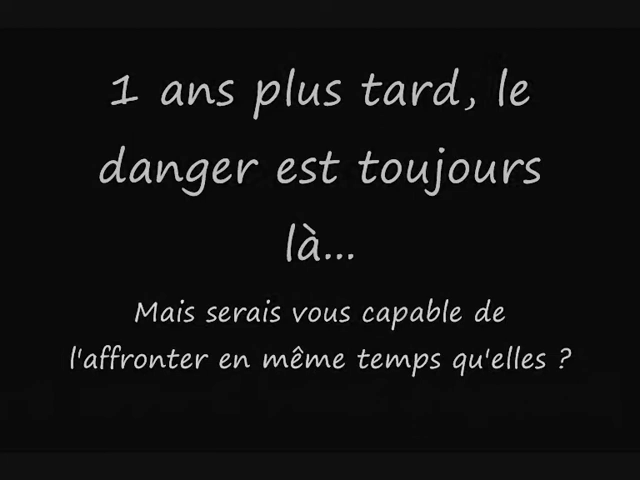 1 ans plus tard, le
danger est toujours
là...
Mais serais vous capable de
l'affronter en même temps qu'elles ?